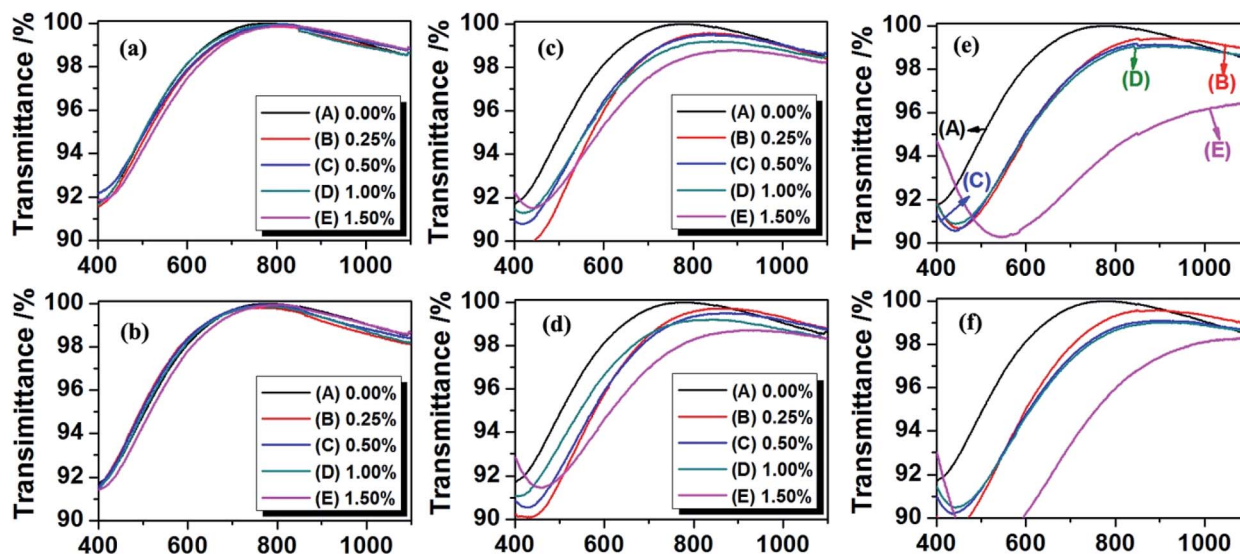 Transmittance /%
100
98
96
94
92
90
(a)
(A) 0.00%
(B) 0.25%
(C) 0.50%
(D) 1.00%
(E) 1.50%
400 600 800 1000
Transmittance /%
100
98
96
94
92
90
(c)
(A) 0.00%
(B) 0.25%
(C) 0.50%
(D) 1.00%
(E) 1.50%
400 600 800 1000
Transmittance /%
100
98
96
94
92
90
(e)
(A)
(B)
(C)
(D)
(E)
400 600 800 1000
Transimittance /%
100
98
96
94
92
90
(b)
(A) 0.00%
(B) 0.25%
(C) 0.50%
(D) 1.00%
(E) 1.50%
400 600 800 1000
Transmittance /%
100
98
96
94
92
90
(d)
(A) 0.00%
(B) 0.25%
(C) 0.50%
(D) 1.00%
(E) 1.50%
400 600 800 1000
Transmittance /%
100
98
96
94
92
90
(f)
400 600 800 1000